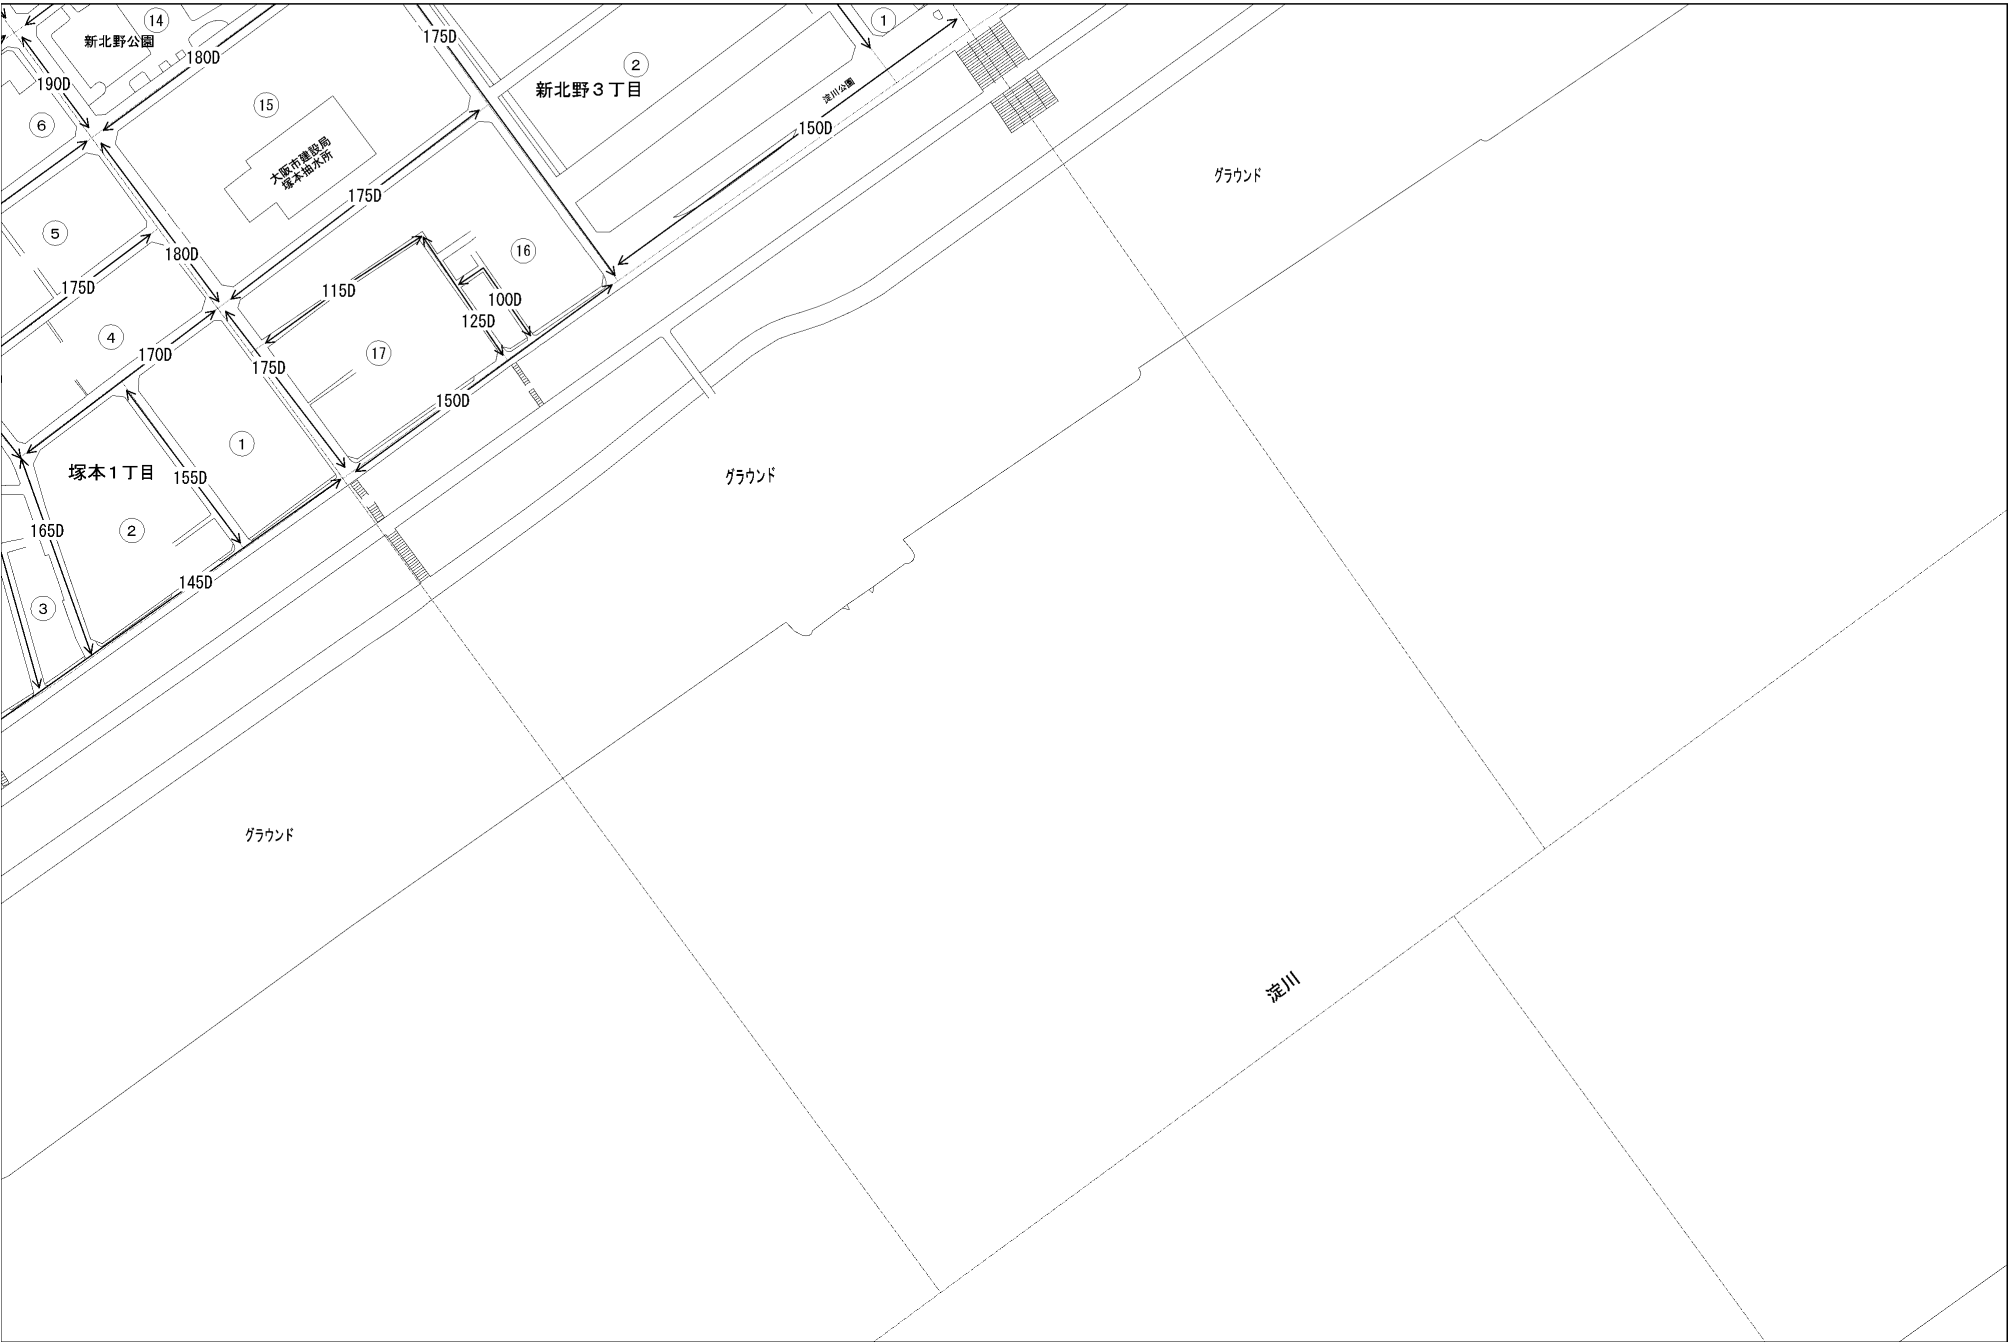 14
新北野公園
180D
175D
190D
6
15
大阪市建設局
塚本抽水所
2
新北野3丁目
1
淀川公園
150D
グラウンド
175D
5
180D
175D
16
115D
100D
125D
4
170D
175D
17
150D
1
塚本1丁目
155D
2
165D
145D
3
グラウンド
グラウンド
淀川